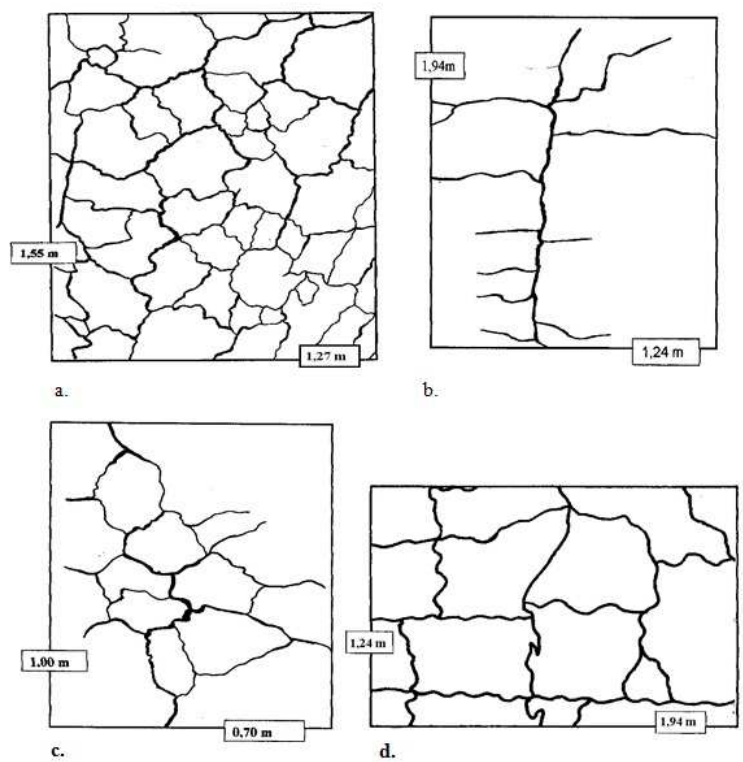 1,94m
1,55 m
1,27 m
1,24 m
a.
b.
1,00 m
0,70 m
1,24 m
1,94 m
c.
d.